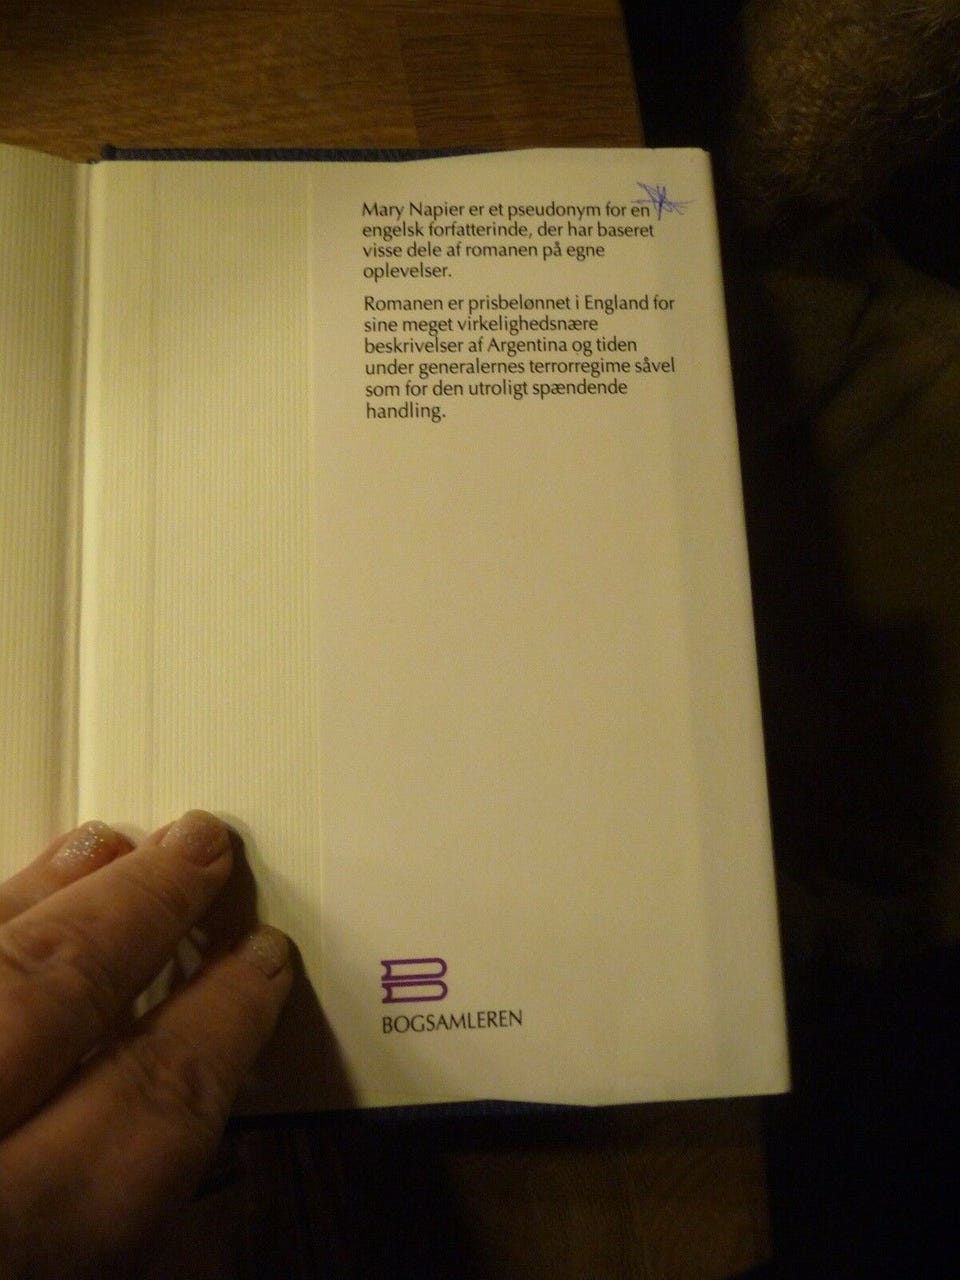 Mary Napier er et pseudonym for en
engelsk forfatterinde, der har baseret
visse dele af romanen på egne
oplevelser.
Romanen er prisbelønnet i England for
sine meget virkelighedsnære
beskrivelser af Argentina og tiden
under generalernes terrorregime såvel
som for den utroligt spændende
handling.
BOGSAMLEREN